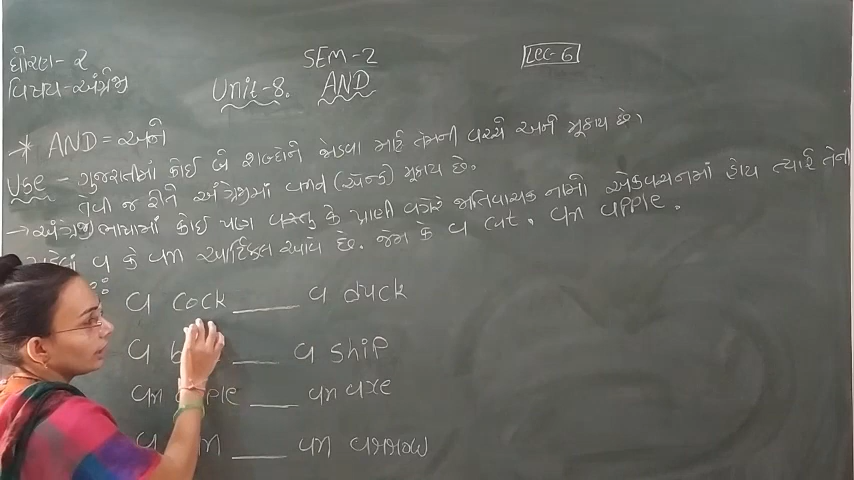 ધોરણ-૨ SEM-2 Lec-6
વિષય-અંગ્રેજી Unit-8. AND
* AND = અને
Use - ગુજરાતીમાં કોઈ બે શબ્દોને જોડવા માટે તેમની વચ્ચે અને મૂકાય છે.
તેવી જ રીતે અંગ્રેજીમાં and (એન્ડ) મૂકાય છે.
→ અંગ્રેજી ભાષામાં કોઈ પણ વસ્તુ કે પ્રાણી વગેરે જાતિવાચક નામો એકવચનમાં હોય ત્યારે તેની
a કે an આર્ટિકલ આવે છે. જેમ કે a cat. an apple.
a cock ____ a duck
a ____ a ship
an apple ____ an axe
a ____ an arrow